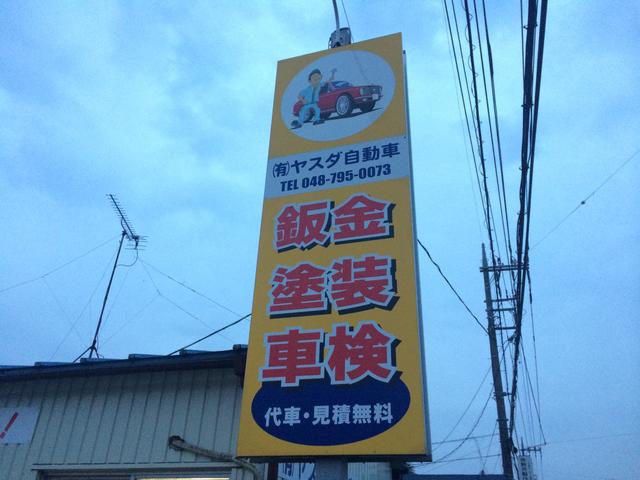 (有)ヤスダ自動車
TEL 048-795-0073
鈑金
塗装
車検
代車・見積無料
!